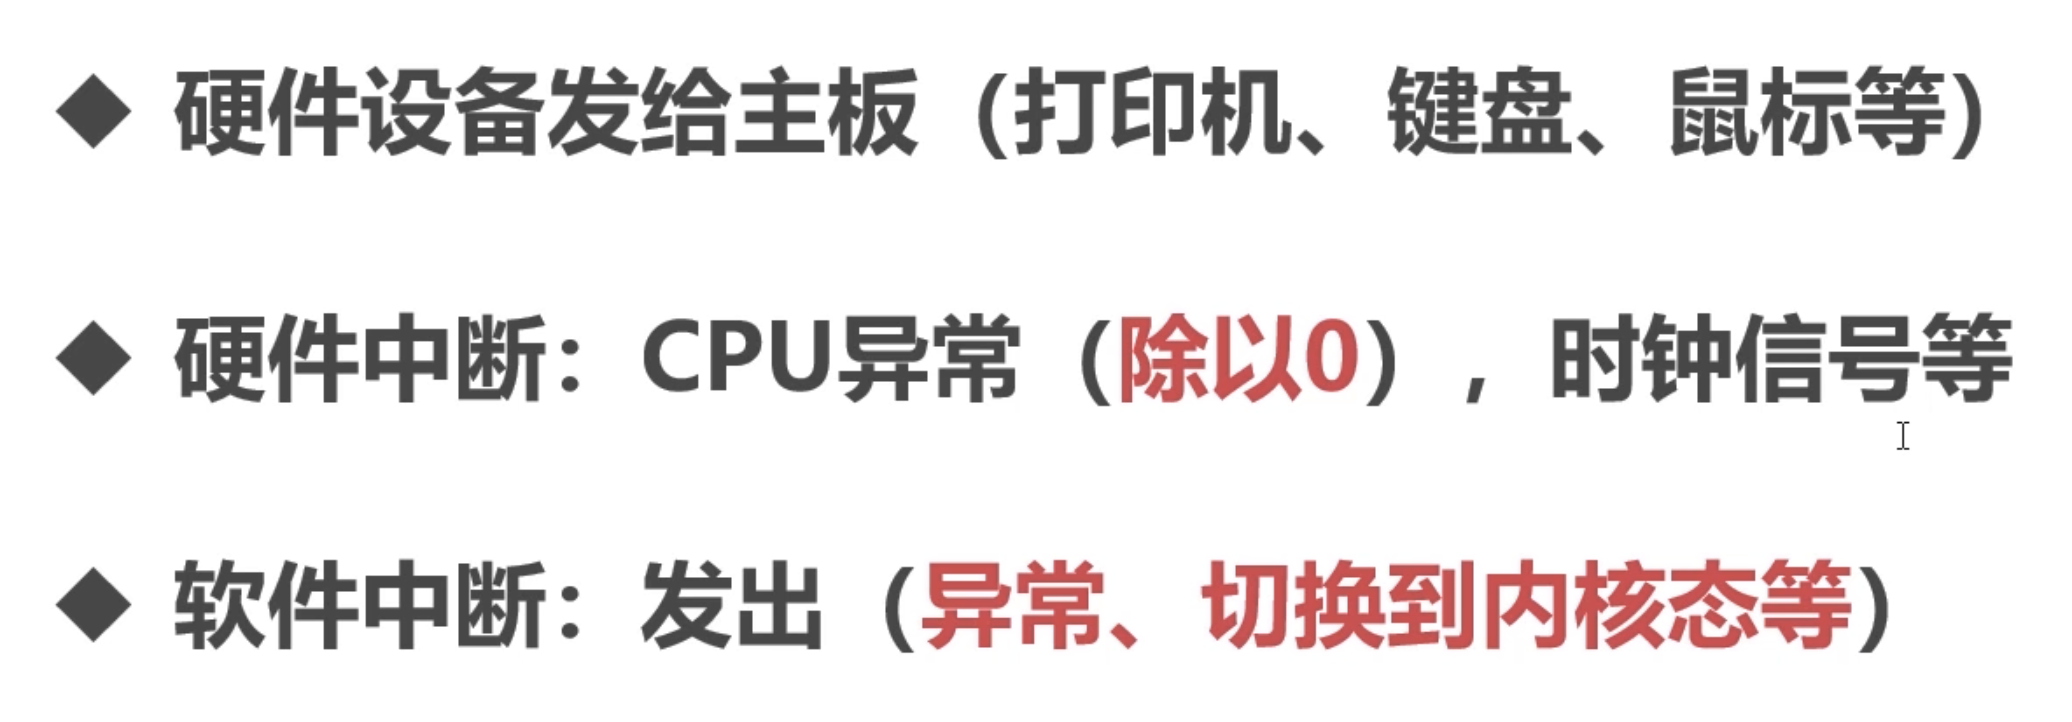 ◆ 硬件设备发给主板（打印机、键盘、鼠标等）
◆ 硬件中断：CPU异常（除以0），时钟信号等
◆ 软件中断：发出（异常、切换到内核态等）